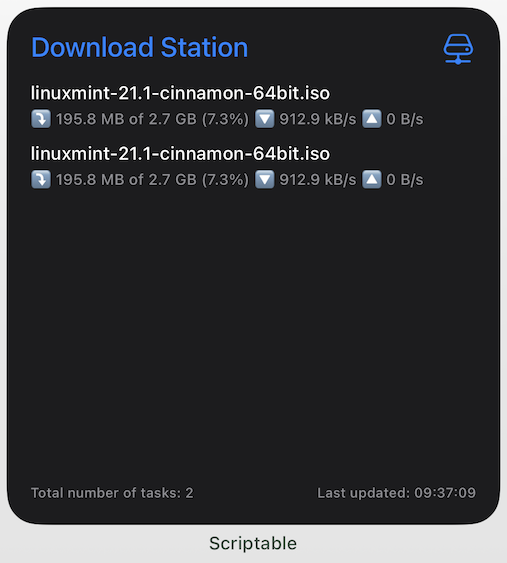 Download Station
linuxmint-21.1-cinnamon-64bit.iso
⤵️ 195.8 MB of 2.7 GB (7.3%) 🔽 912.9 kB/s 🔼 0 B/s
linuxmint-21.1-cinnamon-64bit.iso
⤵️ 195.8 MB of 2.7 GB (7.3%) 🔽 912.9 kB/s 🔼 0 B/s
Total number of tasks: 2 Last updated: 09:37:09
Scriptable